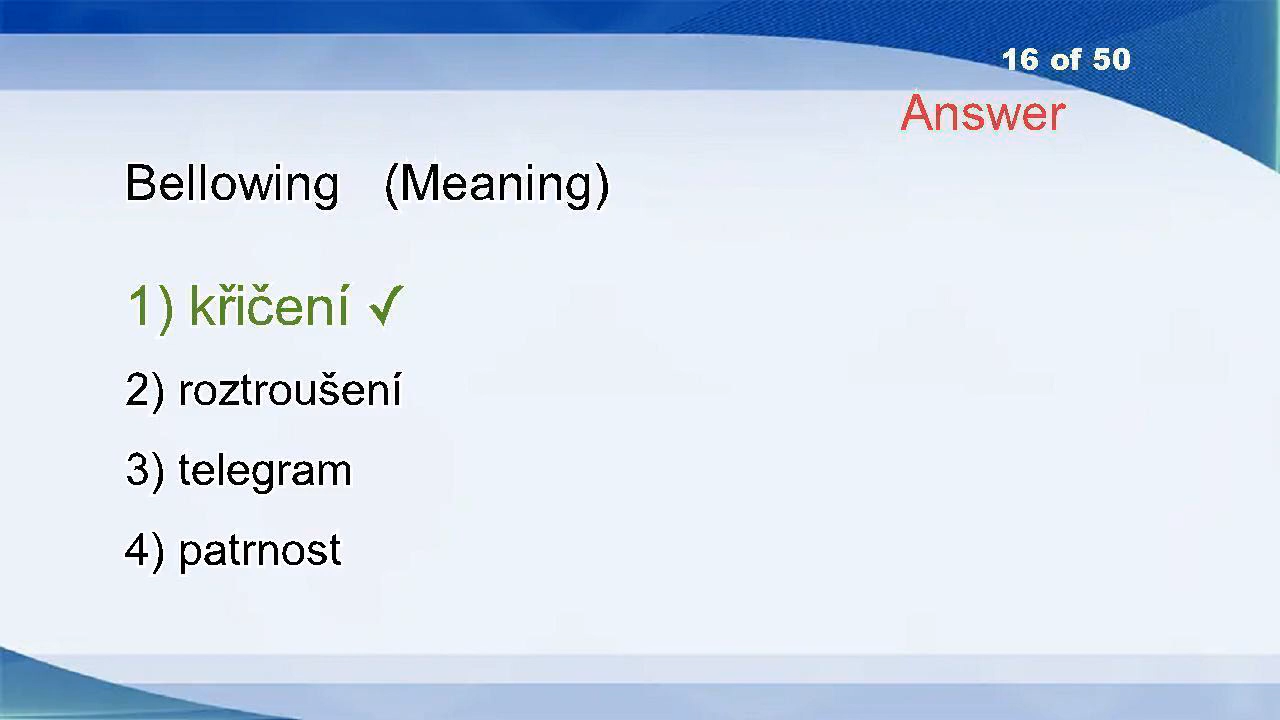 16 of 50
Answer
Bellowing (Meaning)
1) křičení ✓
2) roztroušení
3) telegram
4) patrnost